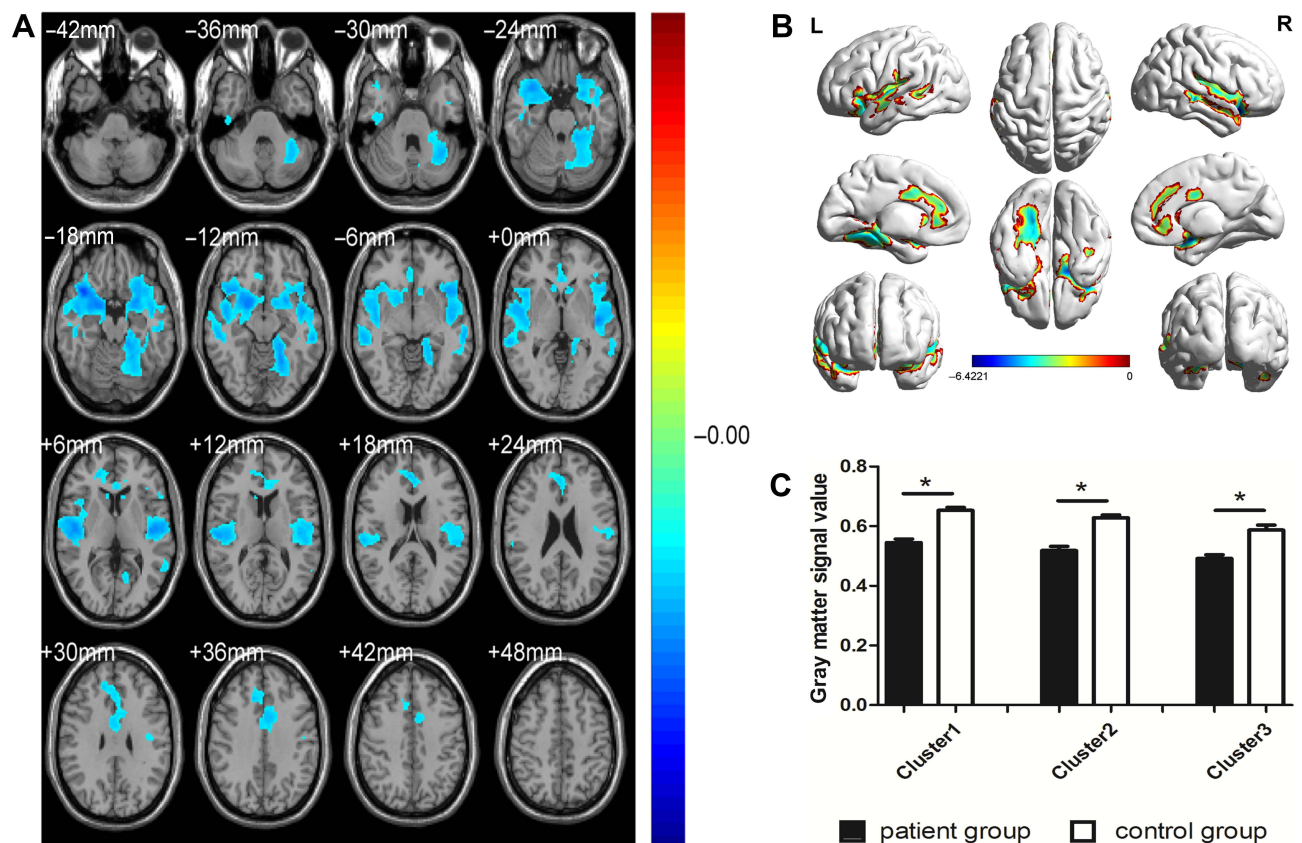 A
−42mm −36mm −30mm −24mm
−18mm −12mm −6mm +0mm
+6mm +12mm +18mm +24mm
+30mm +36mm +42mm +48mm
−0.00
B L R
−6.4221 0
C
Gray matter signal value
0.8
0.6
0.4
0.2
0.0
* * *
Cluster1 Cluster2 Cluster3
patient group control group